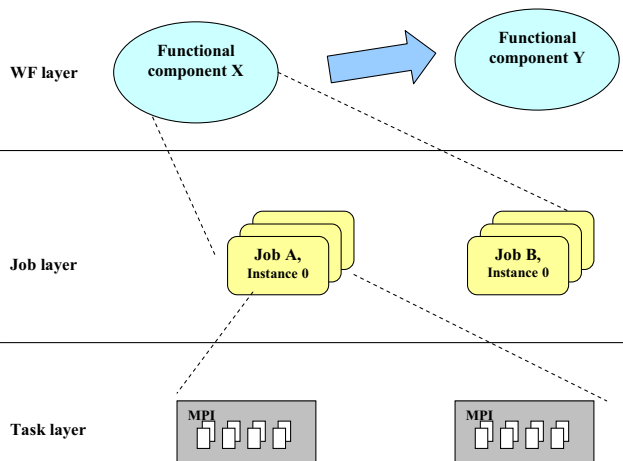 Functional
component X
Functional
component Y
WF layer
Job A,
Instance 0
Job B,
Instance 0
Job layer
MPI
MPI
Task layer